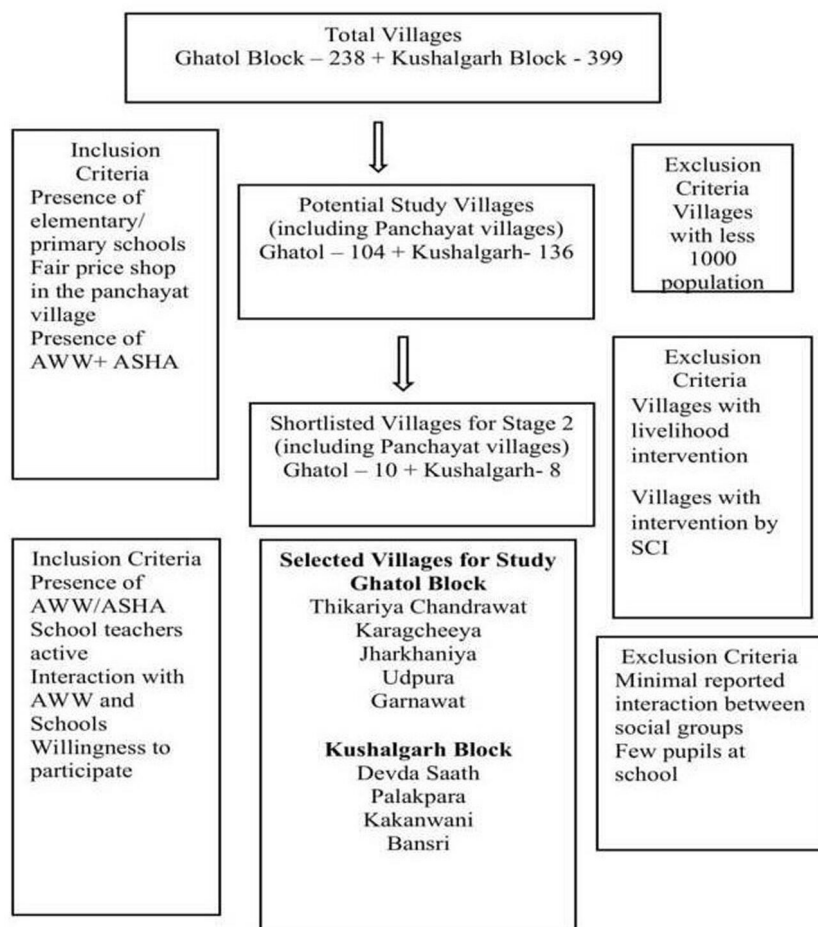 Total Villages
Ghatol Block – 238 + Kushalgarh Block - 399
Inclusion
Criteria
Presence of
elementary/
primary schools
Fair price shop
in the panchayat
village
Presence of
AWW+ ASHA
Potential Study Villages
(including Panchayat villages)
Ghatol – 104 + Kushalgarh- 136
Exclusion
Criteria
Villages
with less
1000
population
Shortlisted Villages for Stage 2
(including Panchayat villages)
Ghatol – 10 + Kushalgarh- 8
Exclusion
Criteria
Villages with
livelihood
intervention
Villages with
intervention by
SCI
Inclusion Criteria
Presence of
AWW/ASHA
School teachers
active
Interaction with
AWW and
Schools
Willingness to
participate
Selected Villages for Study
Ghatol Block
Thikariya Chandrawat
Karagcheeya
Jharkhaniya
Udpura
Garnawat
Kushalgarh Block
Devda Saath
Palakpara
Kakanwani
Bansri
Exclusion Criteria
Minimal reported
interaction between
social groups
Few pupils at
school